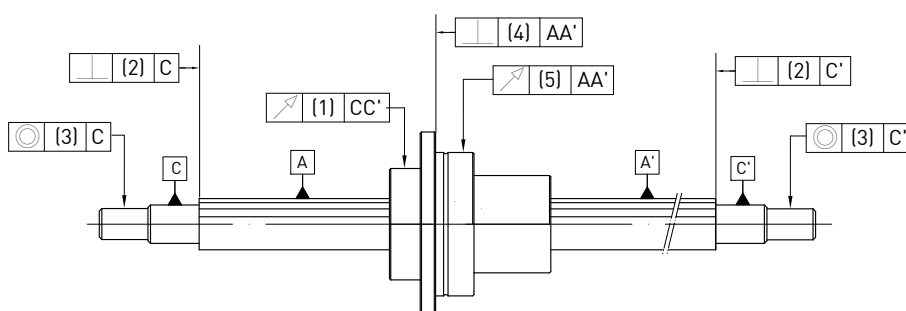 ⊥ (4) AA'
⊥ (2) C
↗ (5) AA'
⊥ (2) C'
↗ (1) CC'
◎ (3) C
◎ (3) C'
C
A
A'
C'